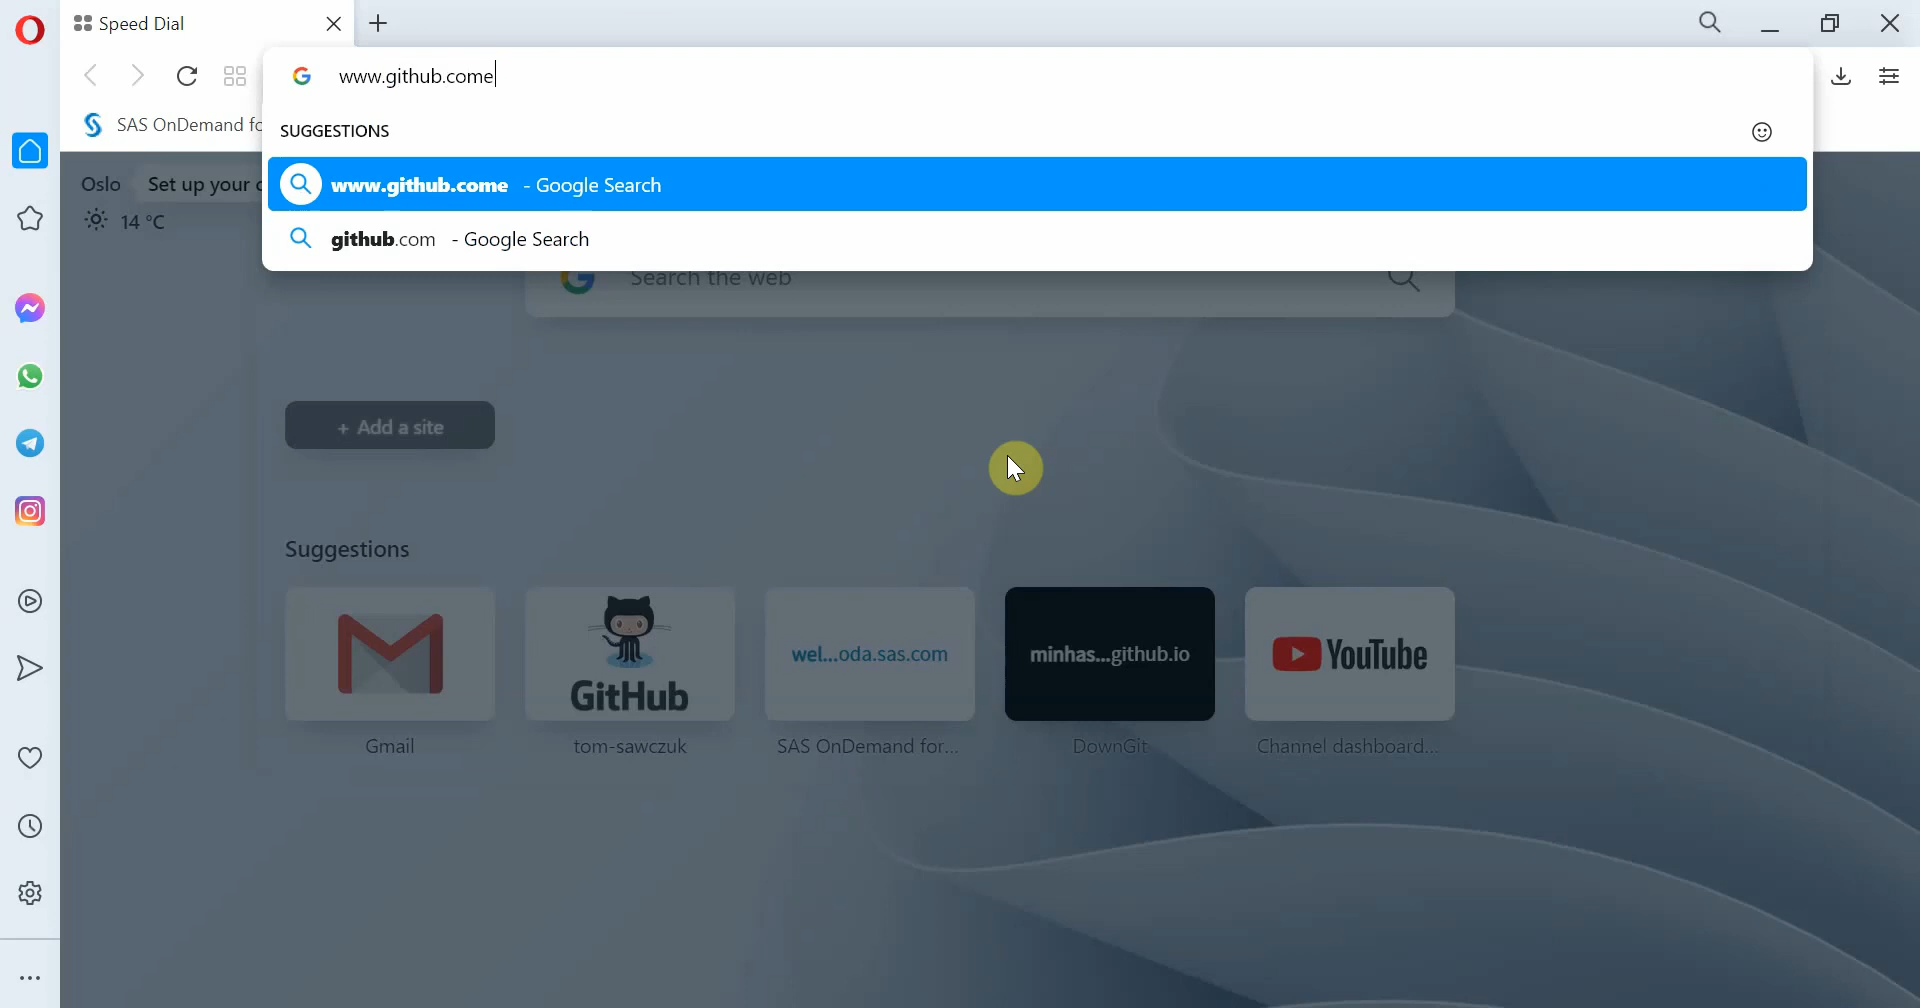 Speed Dial
www.github.come
SAS OnDemand fo
SUGGESTIONS
www.github.come - Google Search
github.com - Google Search
Oslo
Set up your c
14 °C
Search the web
+ Add a site
Suggestions
wel...oda.sas.com
minhas...github.io
YouTube
GitHub
Gmail
tom-sawczuk
SAS OnDemand for...
DownGit
Channel dashboard...